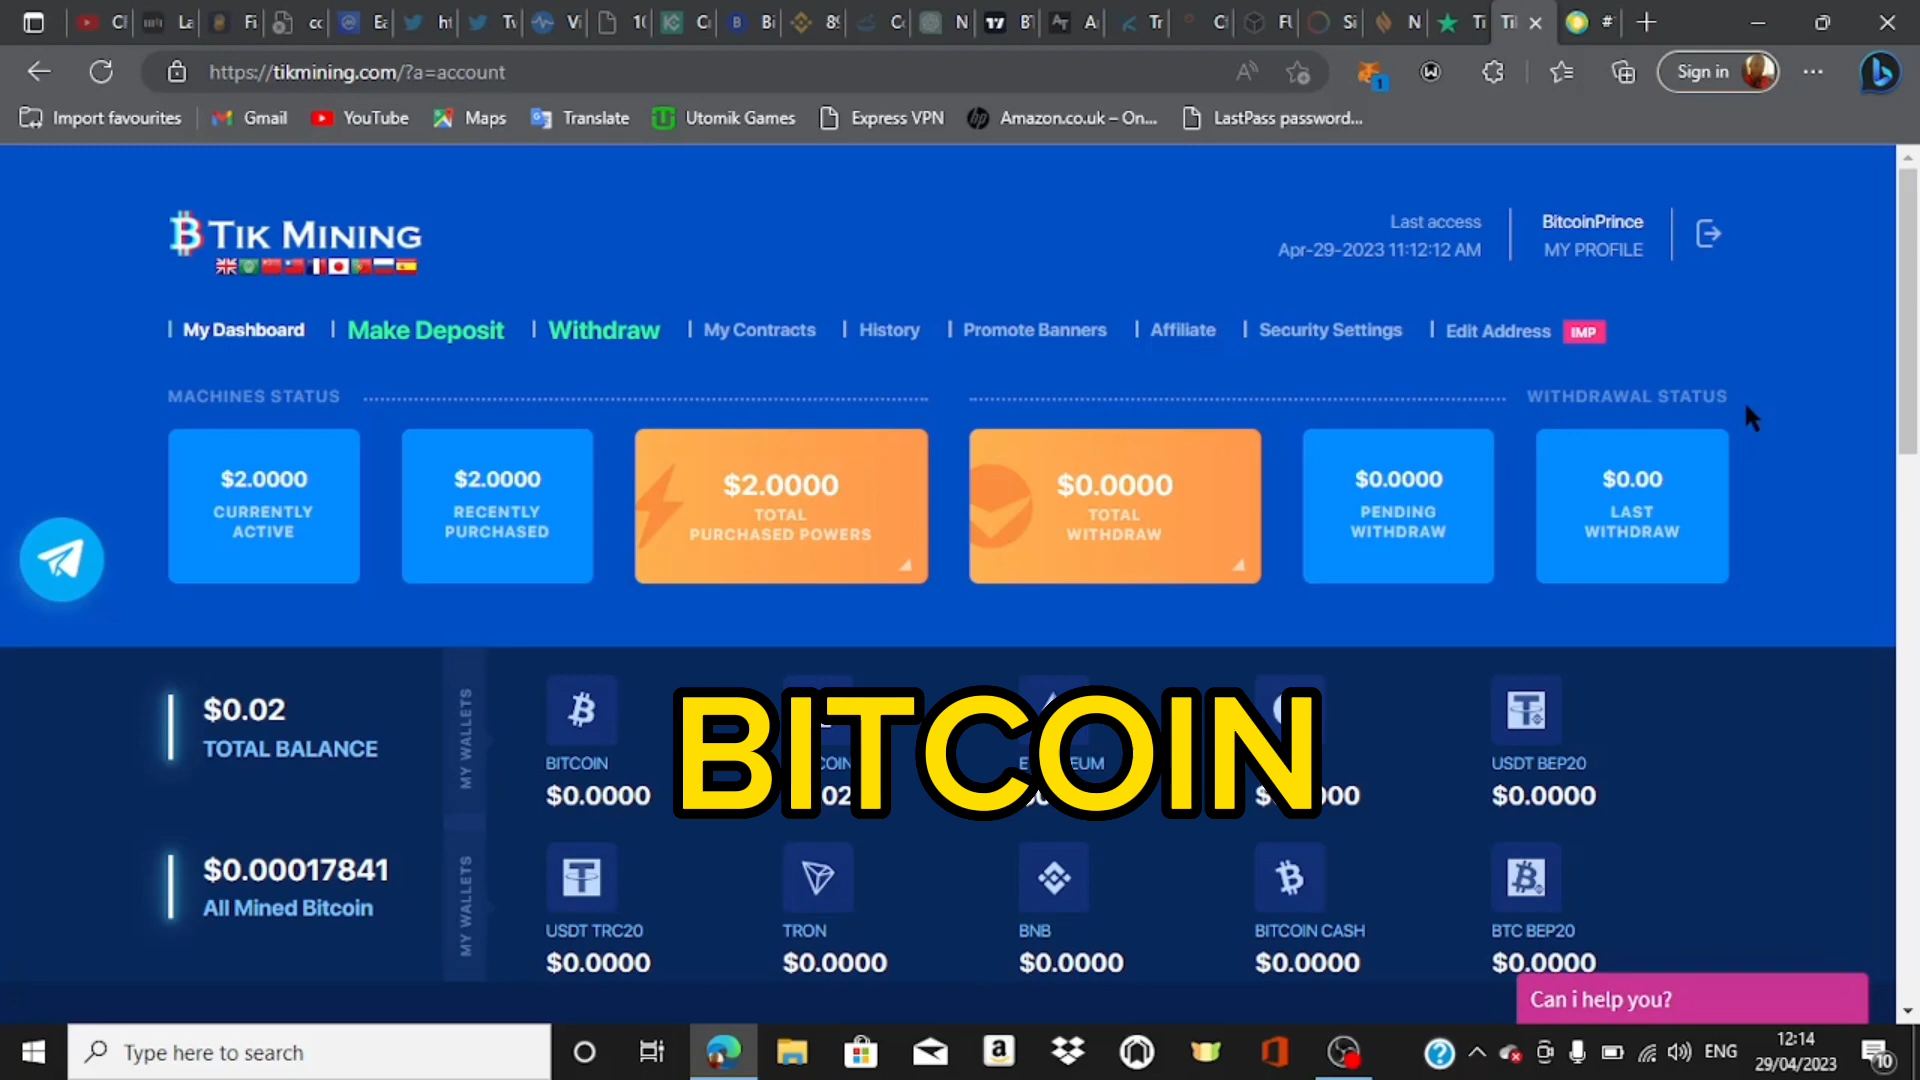 https://tikmining.com/?a=account
Sign in
1
Import favourites
Gmail
YouTube
Maps
Translate
Utomik Games
Express VPN
Amazon.co.uk – On...
LastPass password...
TIK MINING
Last access
Apr-29-2023 11:12:12 AM
BitcoinPrince
MY PROFILE
My Dashboard
Make Deposit
Withdraw
My Contracts
History
Promote Banners
Affiliate
Security Settings
Edit Address
IMP
MACHINES STATUS
WITHDRAWAL STATUS
$2.0000
CURRENTLY
ACTIVE
$2.0000
RECENTLY
PURCHASED
$2.0000
TOTAL
PURCHASED POWERS
$0.0000
TOTAL
WITHDRAW
$0.0000
PENDING
WITHDRAW
$0.00
LAST
WITHDRAW
$0.02
TOTAL BALANCE
MY WALLETS
BITCOIN
$0.0000
BITCOIN
USDT BEP20
$0.0000
$0.00017841
All Mined Bitcoin
MY WALLETS
USDT TRC20
$0.0000
TRON
$0.0000
BNB
$0.0000
BITCOIN CASH
$0.0000
BTC BEP20
$0.0000
Can i help you?
Type here to search
ENG
12:14
29/04/2023
10